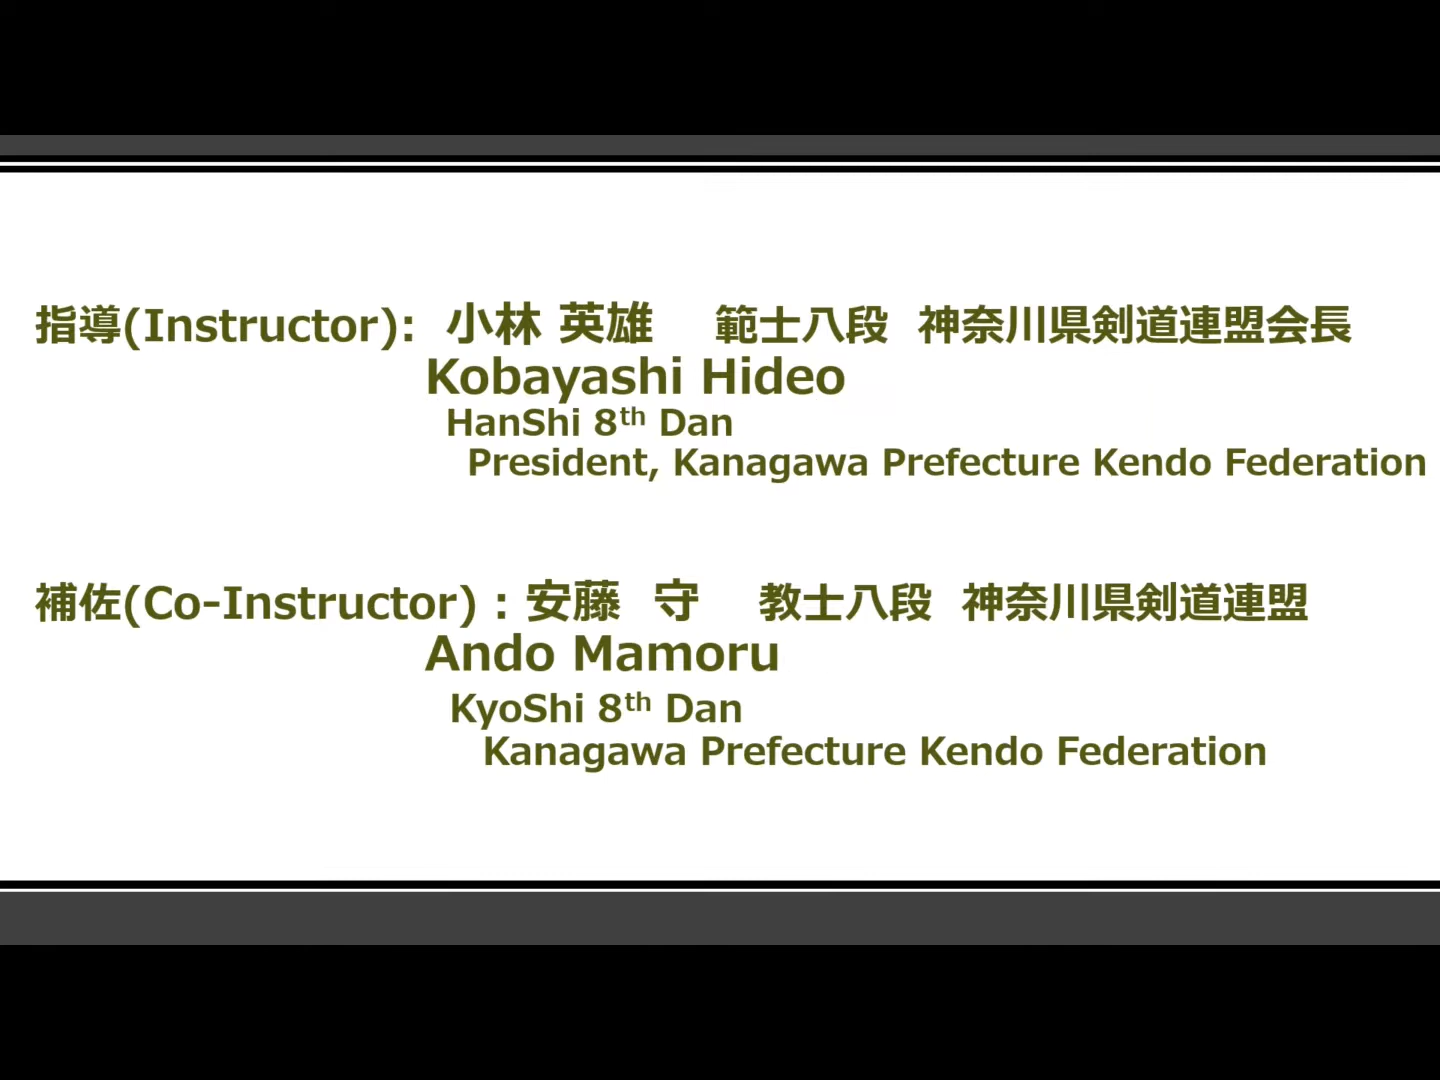 指導(Instructor): 小林 英雄 範士八段 神奈川県剣道連盟会長
Kobayashi Hideo
HanShi 8th Dan
President, Kanagawa Prefecture Kendo Federation
補佐(Co-Instructor) : 安藤 守 教士八段 神奈川県剣道連盟
Ando Mamoru
KyoShi 8th Dan
Kanagawa Prefecture Kendo Federation